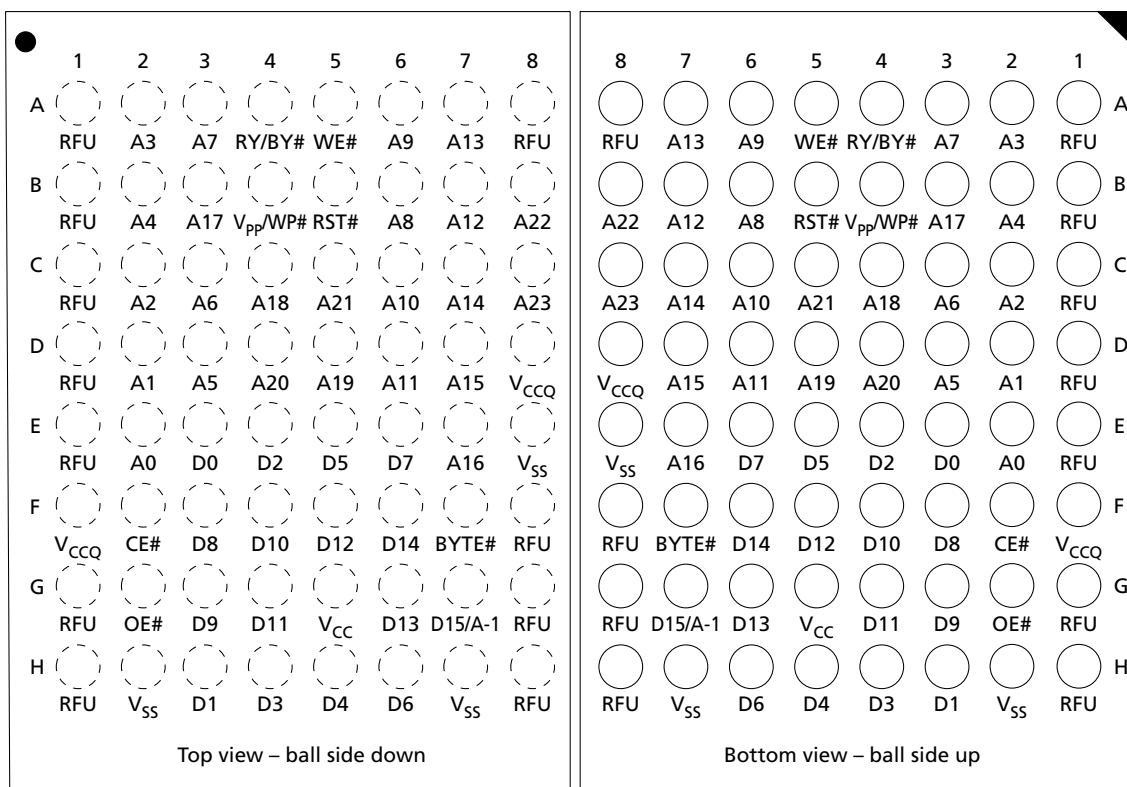 1 2 3 4 5 6 7 8
A
RFU A3 A7 RY/BY# WE# A9 A13 RFU
B
RFU A4 A17 VPP/WP# RST# A8 A12 A22
C
RFU A2 A6 A18 A21 A10 A14 A23
D
RFU A1 A5 A20 A19 A11 A15 VCCQ
E
RFU A0 D0 D2 D5 D7 A16 VSS
F
VCCQ CE# D8 D10 D12 D14 BYTE# RFU
G
RFU OE# D9 D11 VCC D13 D15/A-1 RFU
H
RFU VSS D1 D3 D4 D6 VSS RFU
Top view – ball side down
8 7 6 5 4 3 2 1
A
RFU A13 A9 WE# RY/BY# A7 A3 RFU
B
A22 A12 A8 RST# VPP/WP# A17 A4 RFU
C
A23 A14 A10 A21 A18 A6 A2 RFU
D
VCCQ A15 A11 A19 A20 A5 A1 RFU
E
VSS A16 D7 D5 D2 D0 A0 RFU
F
RFU BYTE# D14 D12 D10 D8 CE# VCCQ
G
RFU D15/A-1 D13 VCC D11 D9 OE# RFU
H
RFU VSS D6 D4 D3 D1 VSS RFU
Bottom view – ball side up